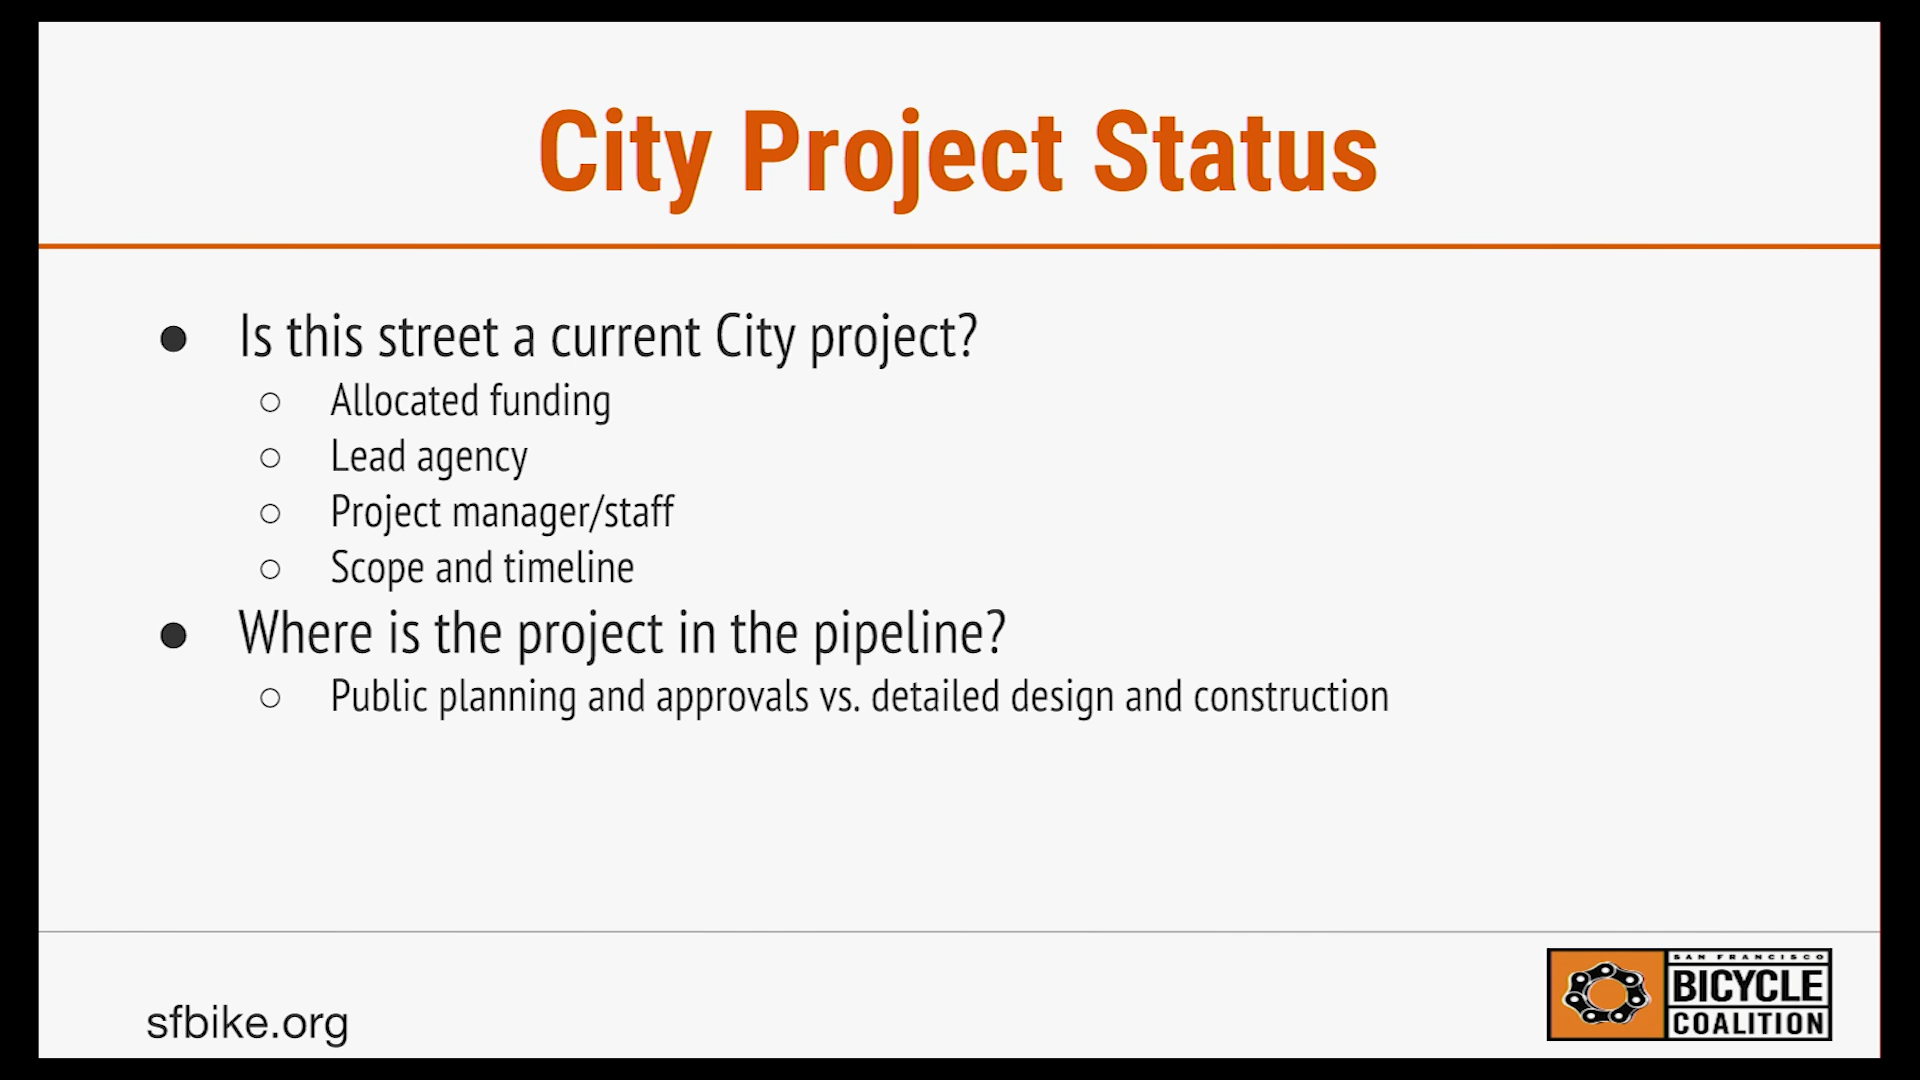 City Project Status
● Is this street a current City project?
○ Allocated funding
○ Lead agency
○ Project manager/staff
○ Scope and timeline
● Where is the project in the pipeline?
○ Public planning and approvals vs. detailed design and construction
sfbike.org
SAN FRANCISCO
BICYCLE
COALITION